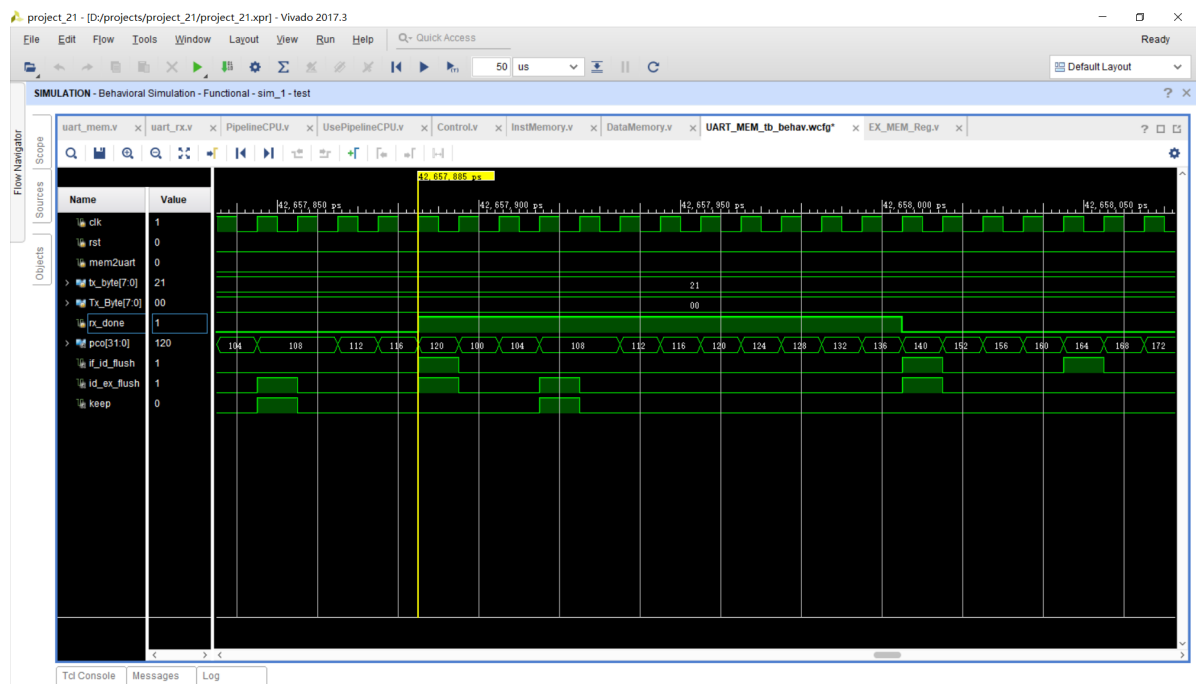 project_21 - [D:/projects/project_21/project_21.xpr] - Vivado 2017.3
File Edit Flow Tools Window Layout View Run Help Q- Quick Access Ready
50 us Default Layout
SIMULATION - Behavioral Simulation - Functional - sim_1 - test
Flow Navigator
Scope
Sources
Objects
uart_mem.v uart_rx.v PipelineCPU.v UsePipelineCPU.v Control.v InstMemory.v DataMemory.v UART_MEM_tb_behav.wcfg* EX_MEM_Reg.v
42,657,885 ps
Name Value
42,657,850 ps 42,657,900 ps 42,657,950 ps 42,658,000 ps 42,658,050 ps
clk 1
rst 0
mem2uart 0
tx_byte[7:0] 21 21
Tx_Byte[7:0] 00 00
rx_done 1
pco[31:0] 120 104 108 112 116 120 100 104 108 112 116 120 124 128 132 136 140 152 156 160 164 168 172
if_id_flush 1
id_ex_flush 1
keep 0
Tcl Console Messages Log